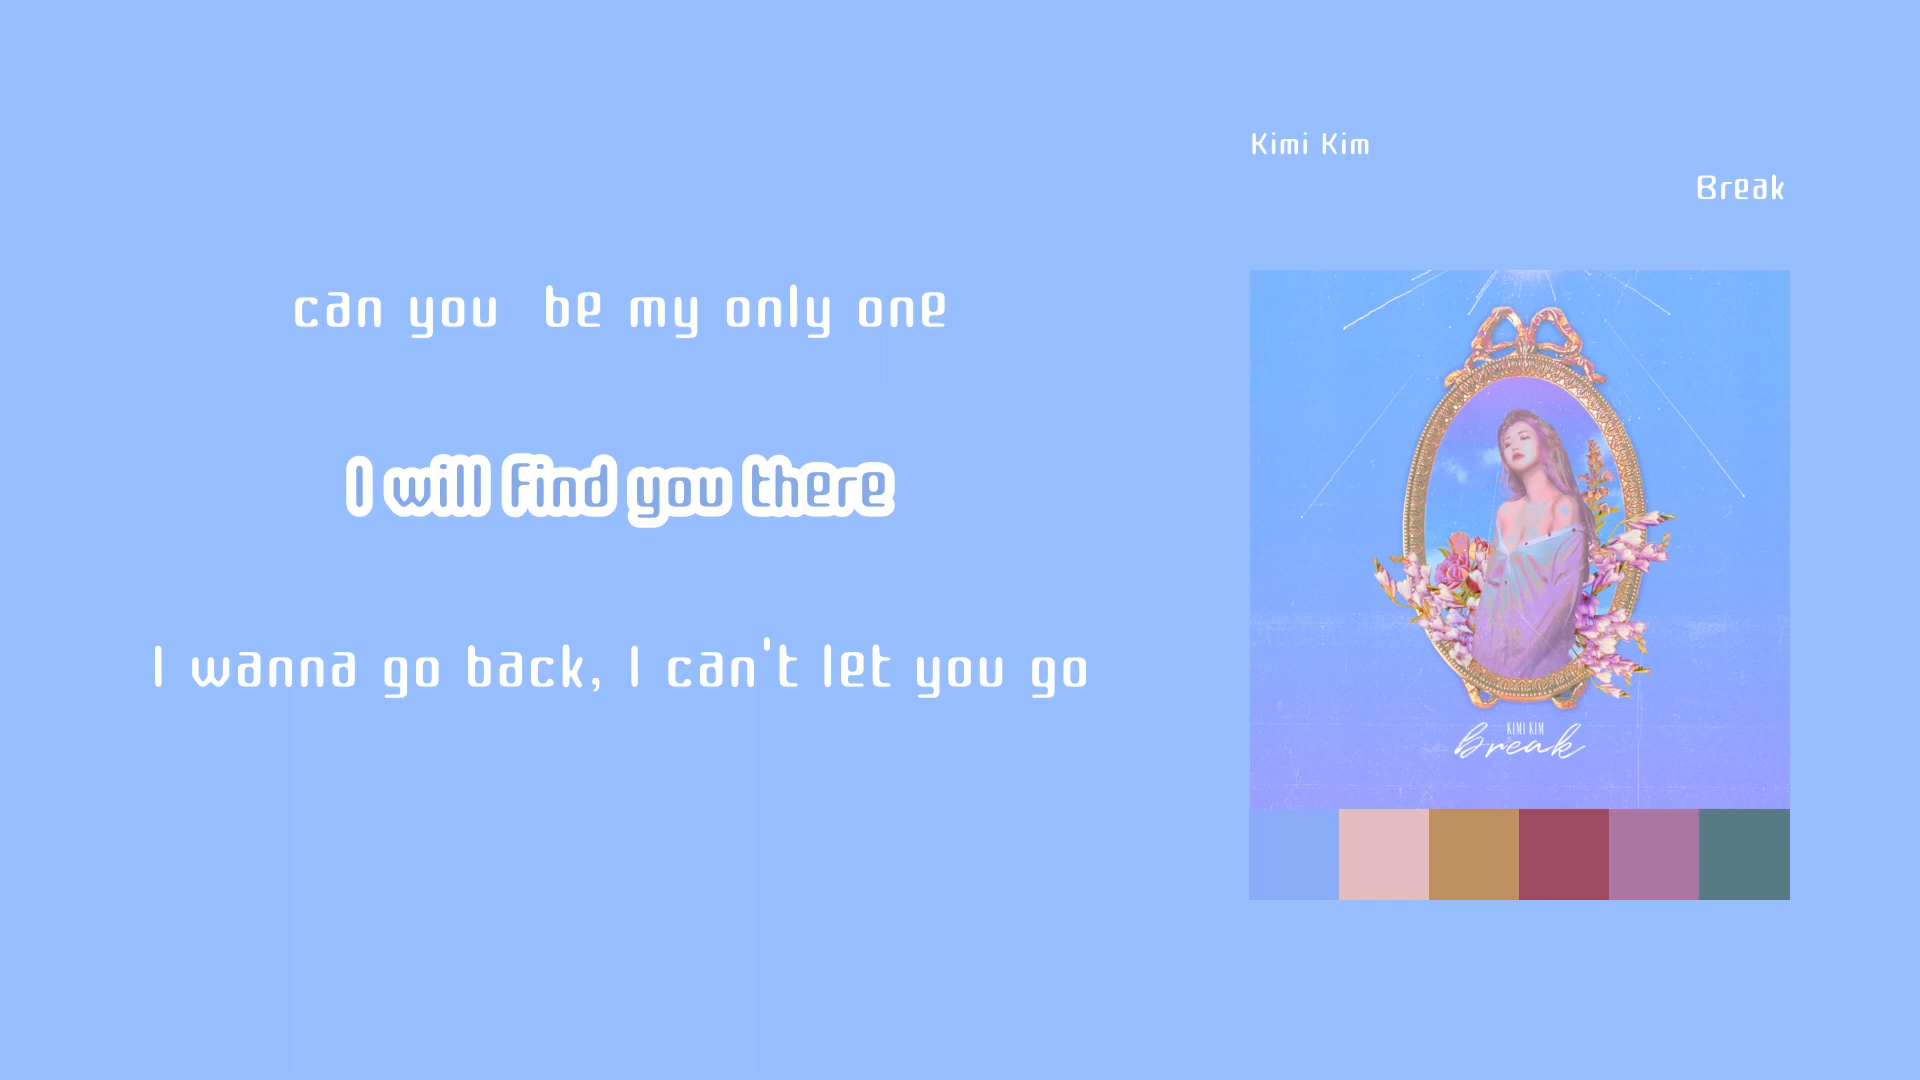 Kimi Kim
Break
can you  be my only one
I will find you there
I wanna go back, I can't let you go
KIMI KIM
break